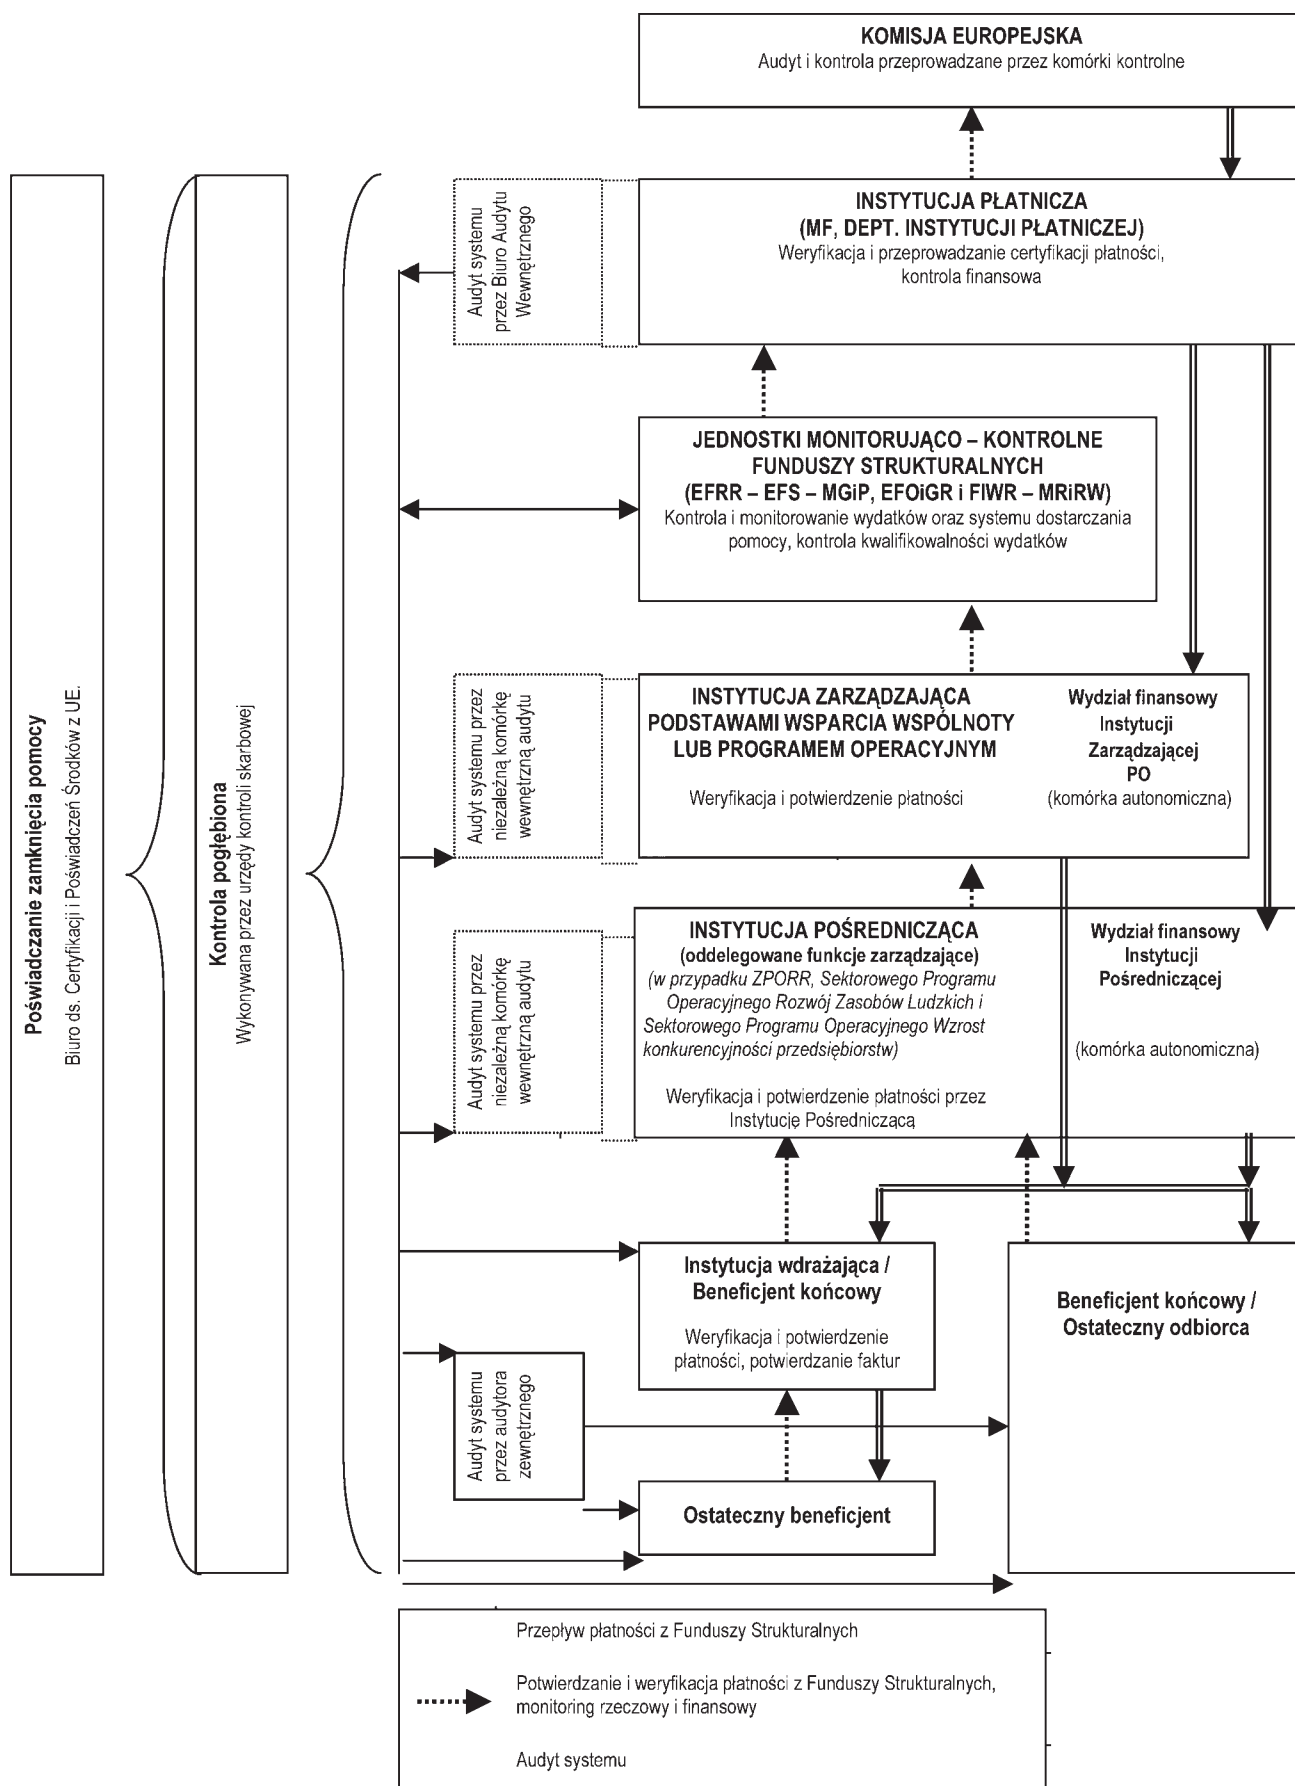 KOMISJA EUROPEJSKA
Audyt i kontrola przeprowadzane przez komórki kontrolne
Poświadczanie zamknięcia pomocy
Biuro ds. Certyfikacji i Poświadczeń Środków z UE.
Kontrola pogłębiona
Wykonywana przez urzędy kontroli skarbowej
Audyt systemu
przez Biuro Audytu
Wewnętrznego
INSTYTUCJA PŁATNICZA
(MF, DEPT. INSTYTUCJI PŁATNICZEJ)
Weryfikacja i przeprowadzanie certyfikacji płatności,
kontrola finansowa
JEDNOSTKI MONITORUJĄCO – KONTROLNE
FUNDUSZY STRUKTURALNYCH
(EFRR – EFS – MGiP, EFOiGR i FIWR – MRiRW)
Kontrola i monitorowanie wydatków oraz systemu dostarczania
pomocy, kontrola kwalifikowalności wydatków
Audyt systemu przez
niezależną komórkę
wewnętrzną audytu
INSTYTUCJA ZARZĄDZAJĄCA
PODSTAWAMI WSPARCIA WSPÓLNOTY
LUB PROGRAMEM OPERACYJNYM
Weryfikacja i potwierdzenie płatności
Wydział finansowy
Instytucji
Zarządzającej
PO
(komórka autonomiczna)
Audyt systemu przez
niezależną komórkę
wewnętrzną audytu
INSTYTUCJA POŚREDNICZĄCA
(oddelegowane funkcje zarządzające)
(w przypadku ZPORR, Sektorowego Programu
Operacyjnego Rozwój Zasobów Ludzkich i
Sektorowego Programu Operacyjnego Wzrost
konkurencyjności przedsiębiorstw)
Weryfikacja i potwierdzenie płatności przez
Instytucję Pośredniczącą
Wydział finansowy
Instytucji
Pośredniczącej
(komórka autonomiczna)
Instytucja wdrażająca /
Beneficjent końcowy
Weryfikacja i potwierdzenie
płatności, potwierdzanie faktur
Beneficjent końcowy /
Ostateczny odbiorca
Audyt systemu
przez audytora
zewnętrznego
Ostateczny beneficjent
Przepływ płatności z Funduszy Strukturalnych
Potwierdzanie i weryfikacja płatności z Funduszy Strukturalnych,
monitoring rzeczowy i finansowy
Audyt systemu